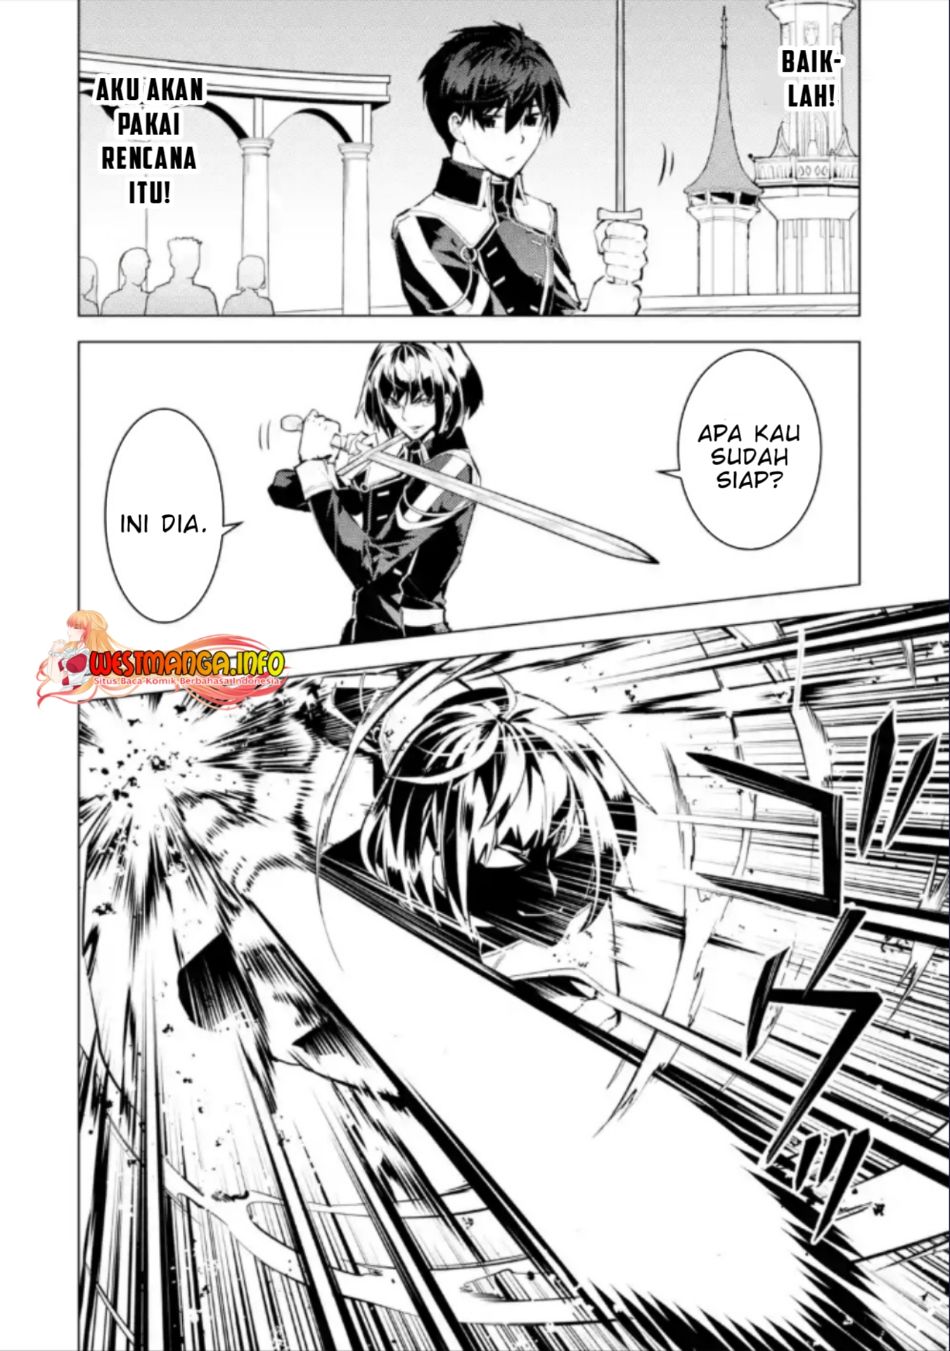 BAIK-
LAH!
AKU AKAN
PAKAI
RENCANA
ITU!
APA KAU
SUDAH
SIAP?
INI DIA.
WESTMANGA.INFO
Situs Baca Komik Berbahasa Indonesia